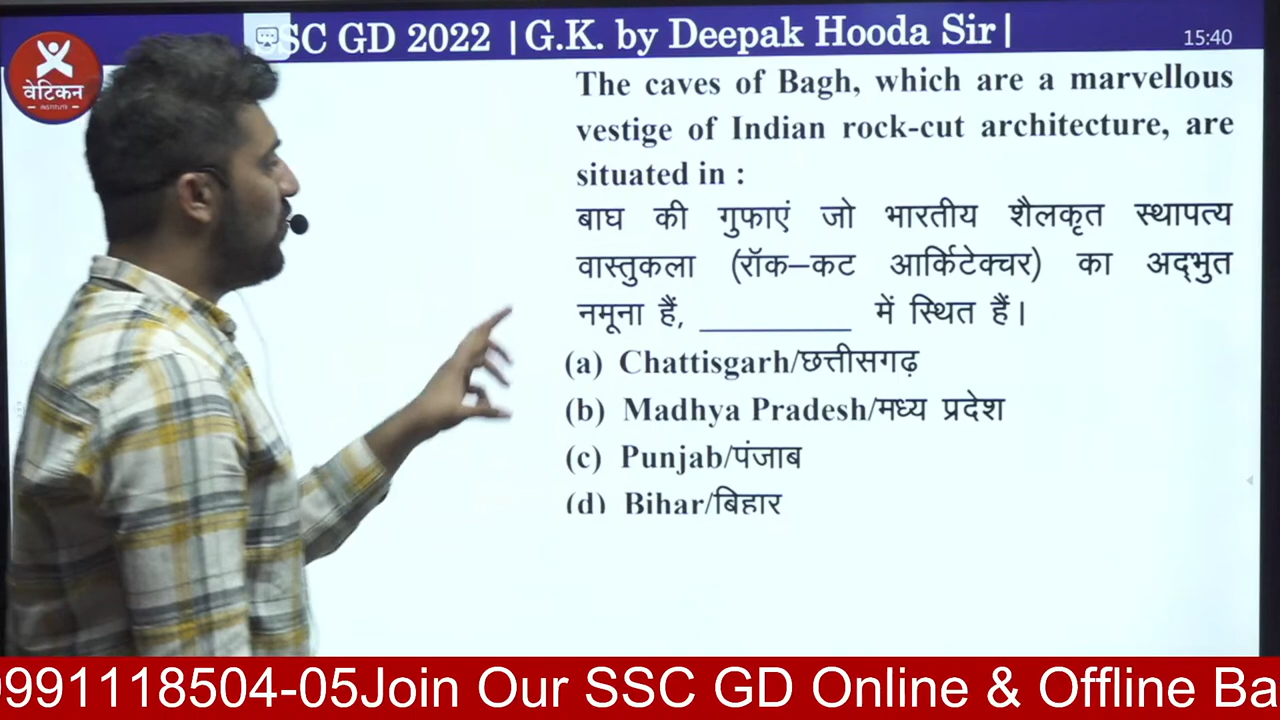 SC GD 2022 |G.K. by Deepak Hooda Sir|
15:40
वेटिकन
INSTITUTE
The caves of Bagh, which are a marvellous
vestige of Indian rock-cut architecture, are
situated in :
बाघ की गुफाएं जो भारतीय शैलकृत स्थापत्य
वास्तुकला (रॉक–कट आर्किटेक्चर) का अद्भुत
नमूना हैं, __________ में स्थित हैं।
(a) Chattisgarh/छत्तीसगढ़
(b) Madhya Pradesh/मध्य प्रदेश
(c) Punjab/पंजाब
(d) Bihar/बिहार
9991118504-05Join Our SSC GD Online & Offline Ba